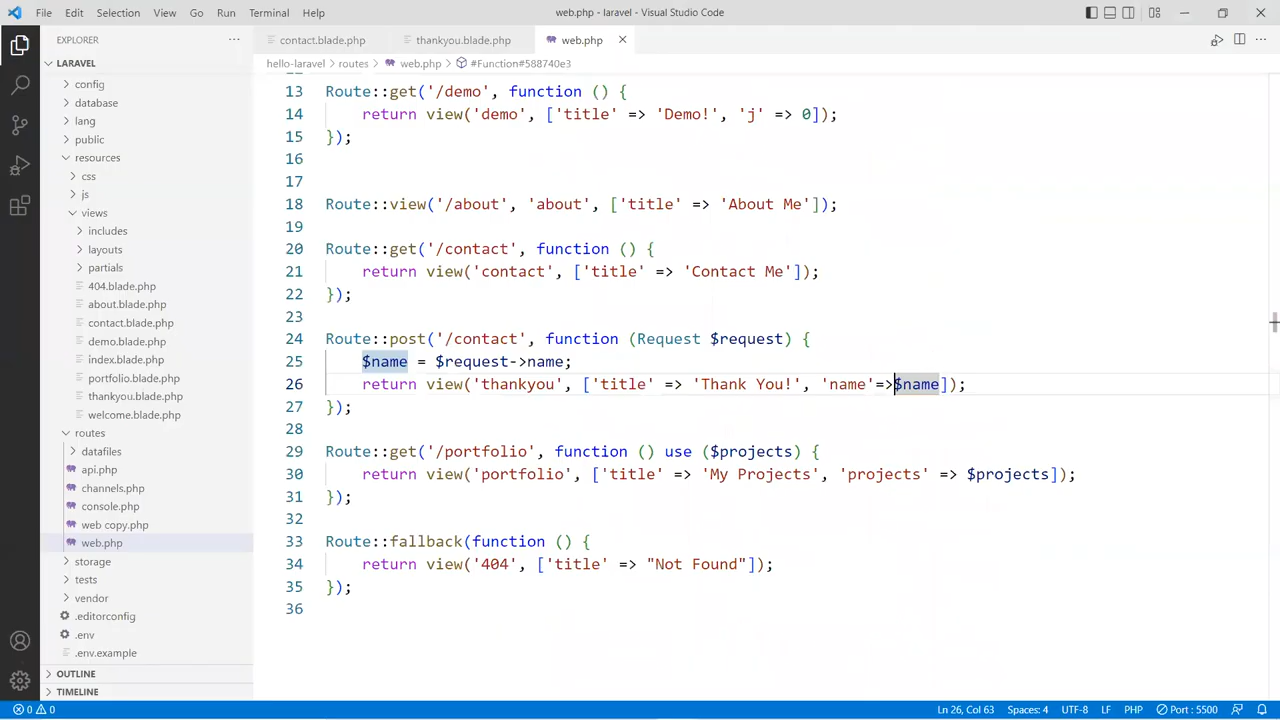 File Edit Selection View Go Run Terminal Help web.php - laravel - Visual Studio Code
EXPLORER ···
contact.blade.php thankyou.blade.php web.php
LARAVEL
hello-laravel > routes > web.php > #Function#588740e3
config
database
lang
public
resources
css
js
views
includes
layouts
partials
404.blade.php
about.blade.php
contact.blade.php
demo.blade.php
index.blade.php
portfolio.blade.php
thankyou.blade.php
welcome.blade.php
routes
datafiles
api.php
channels.php
console.php
web copy.php
web.php
storage
tests
vendor
.editorconfig
.env
.env.example
OUTLINE
TIMELINE
13 Route::get('/demo', function () {
14     return view('demo', ['title' => 'Demo!', 'j' => 0]);
15 });
16
17
18 Route::view('/about', 'about', ['title' => 'About Me']);
19
20 Route::get('/contact', function () {
21     return view('contact', ['title' => 'Contact Me']);
22 });
23
24 Route::post('/contact', function (Request $request) {
25     $name = $request->name;
26     return view('thankyou', ['title' => 'Thank You!', 'name'=>$name]);
27 });
28
29 Route::get('/portfolio', function () use ($projects) {
30     return view('portfolio', ['title' => 'My Projects', 'projects' => $projects]);
31 });
32
33 Route::fallback(function () {
34     return view('404', ['title' => "Not Found"]);
35 });
36
0 0 Ln 26, Col 63 Spaces: 4 UTF-8 LF PHP Port : 5500